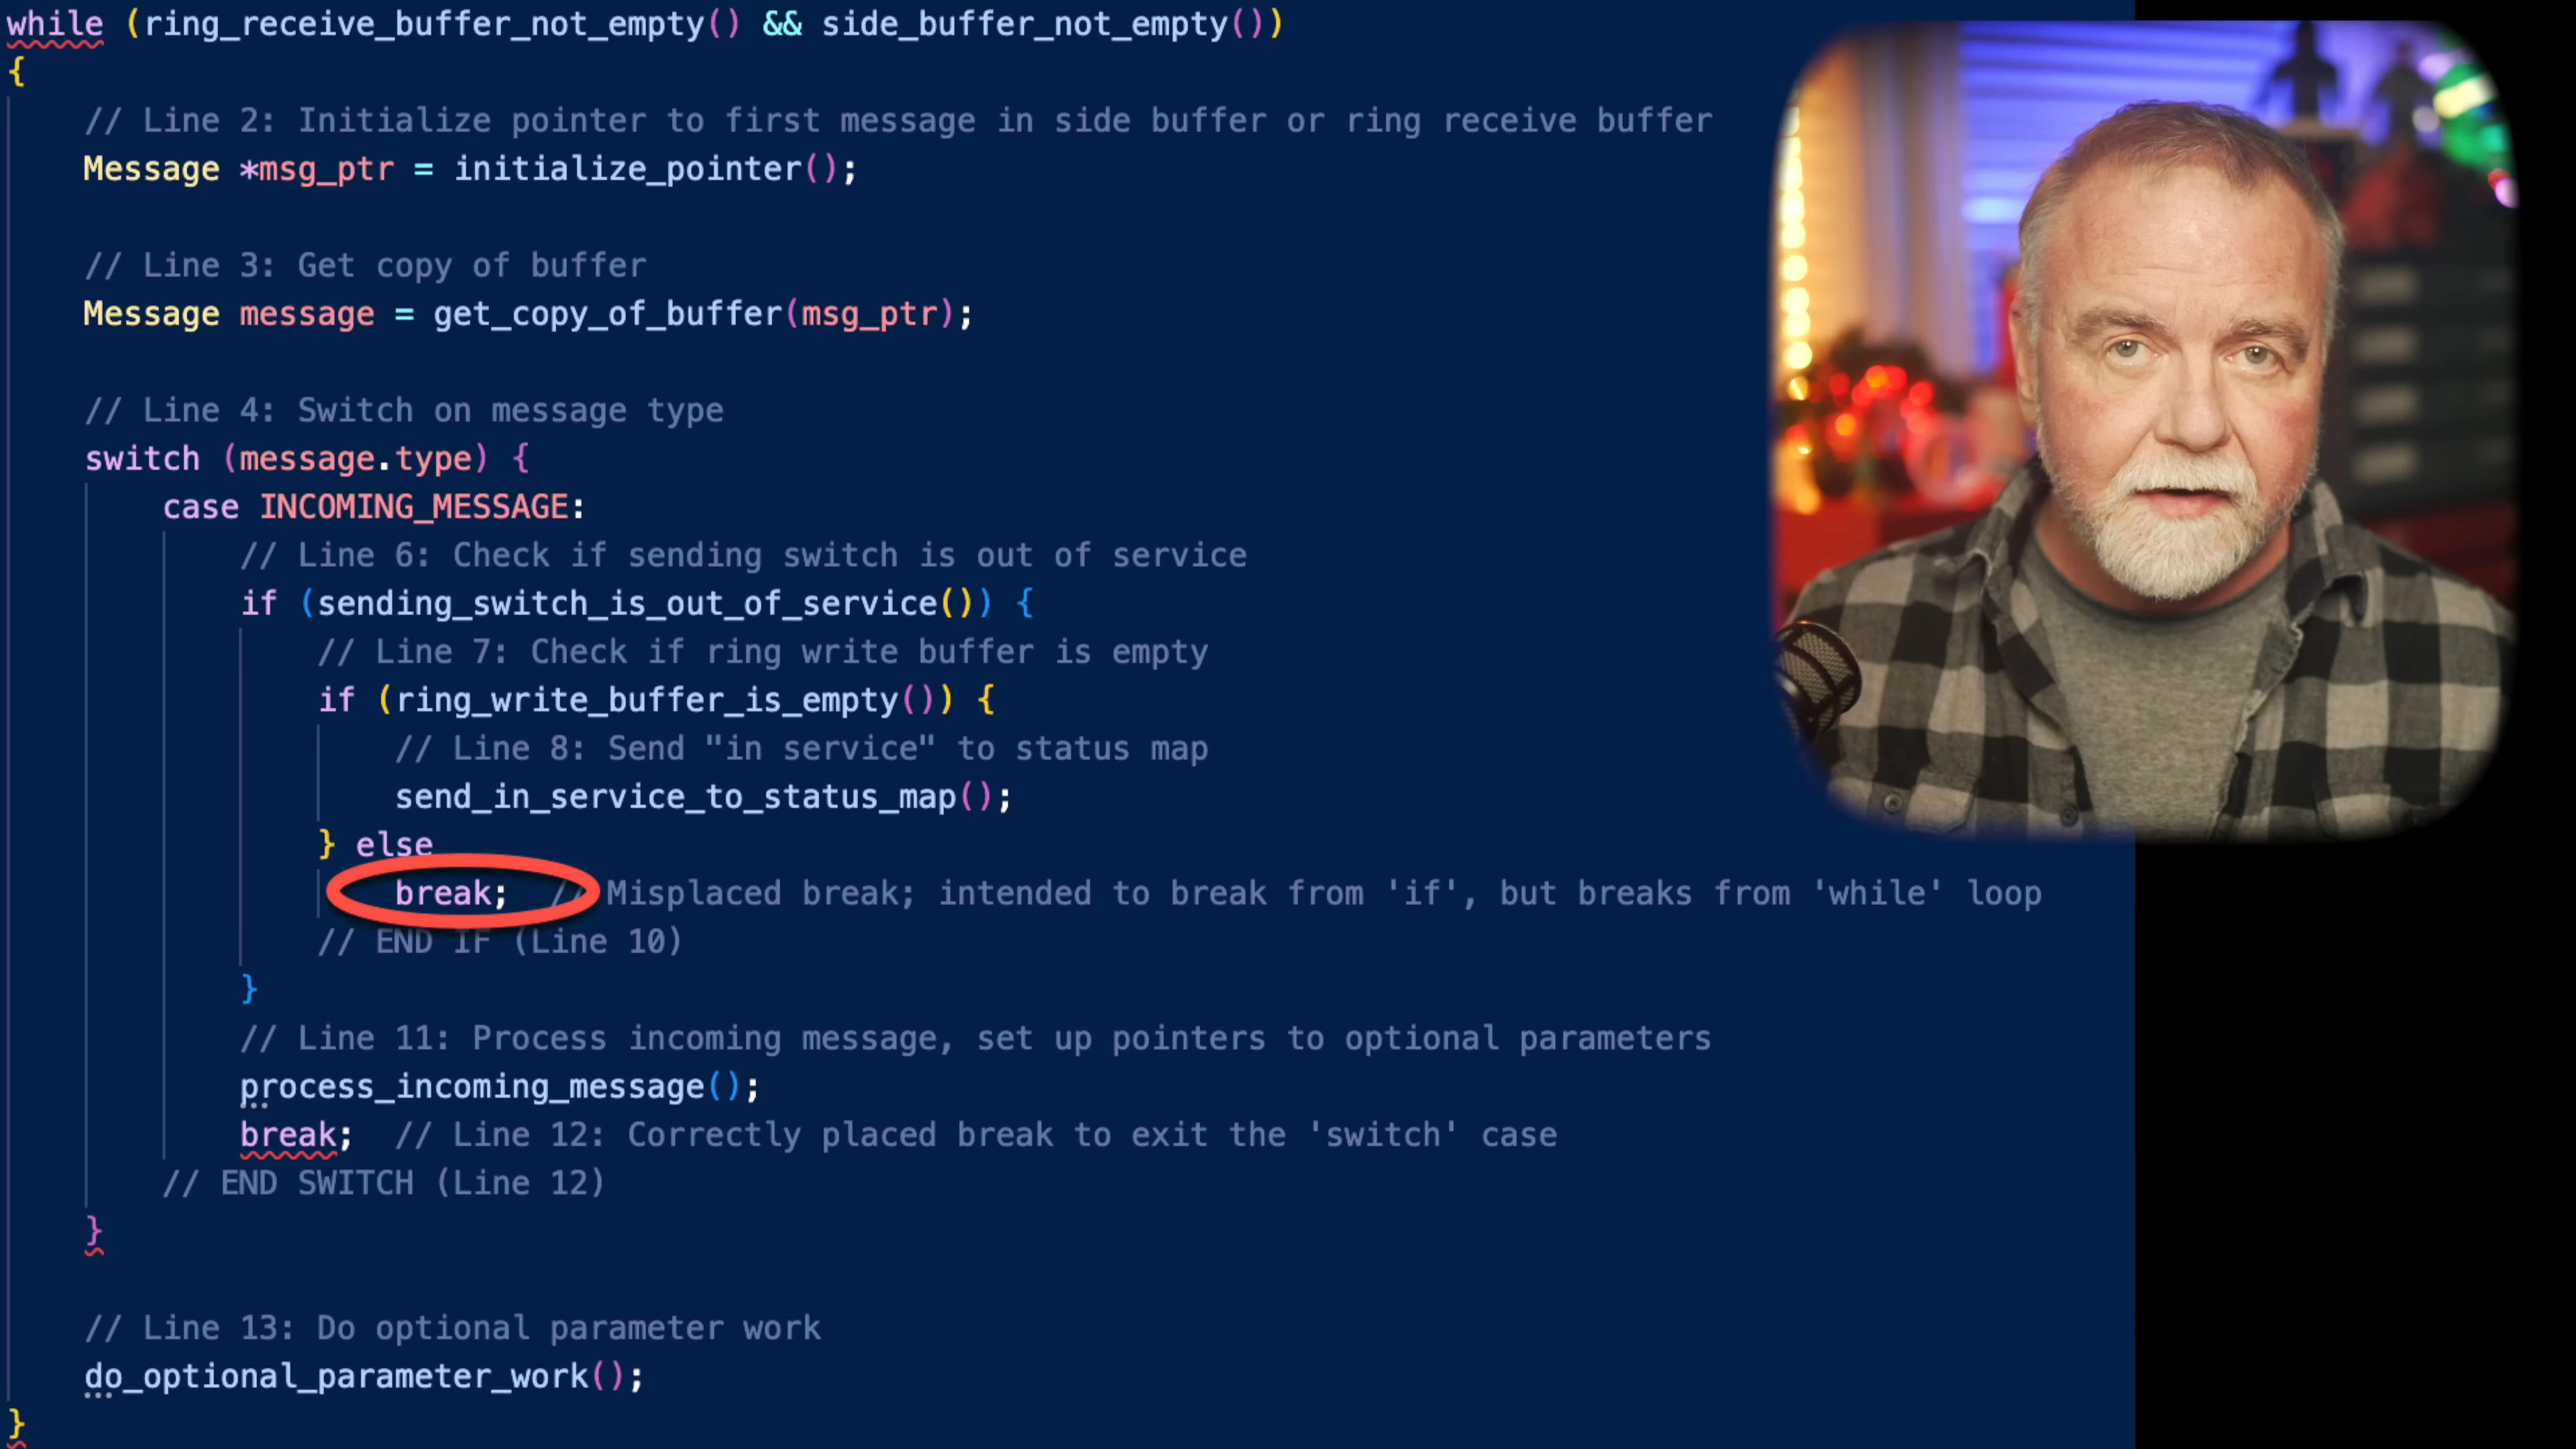 while (ring_receive_buffer_not_empty() && side_buffer_not_empty())
{
// Line 2: Initialize pointer to first message in side buffer or ring receive buffer
Message *msg_ptr = initialize_pointer();
// Line 3: Get copy of buffer
Message message = get_copy_of_buffer(msg_ptr);
// Line 4: Switch on message type
switch (message.type) {
case INCOMING_MESSAGE:
// Line 6: Check if sending switch is out of service
if (sending_switch_is_out_of_service()) {
// Line 7: Check if ring write buffer is empty
if (ring_write_buffer_is_empty()) {
// Line 8: Send "in service" to status map
send_in_service_to_status_map();
} else
break; // Misplaced break; intended to break from 'if', but breaks from 'while' loop
// END IF (Line 10)
}
// Line 11: Process incoming message, set up pointers to optional parameters
process_incoming_message();
break; // Line 12: Correctly placed break to exit the 'switch' case
// END SWITCH (Line 12)
}
// Line 13: Do optional parameter work
do_optional_parameter_work();
}